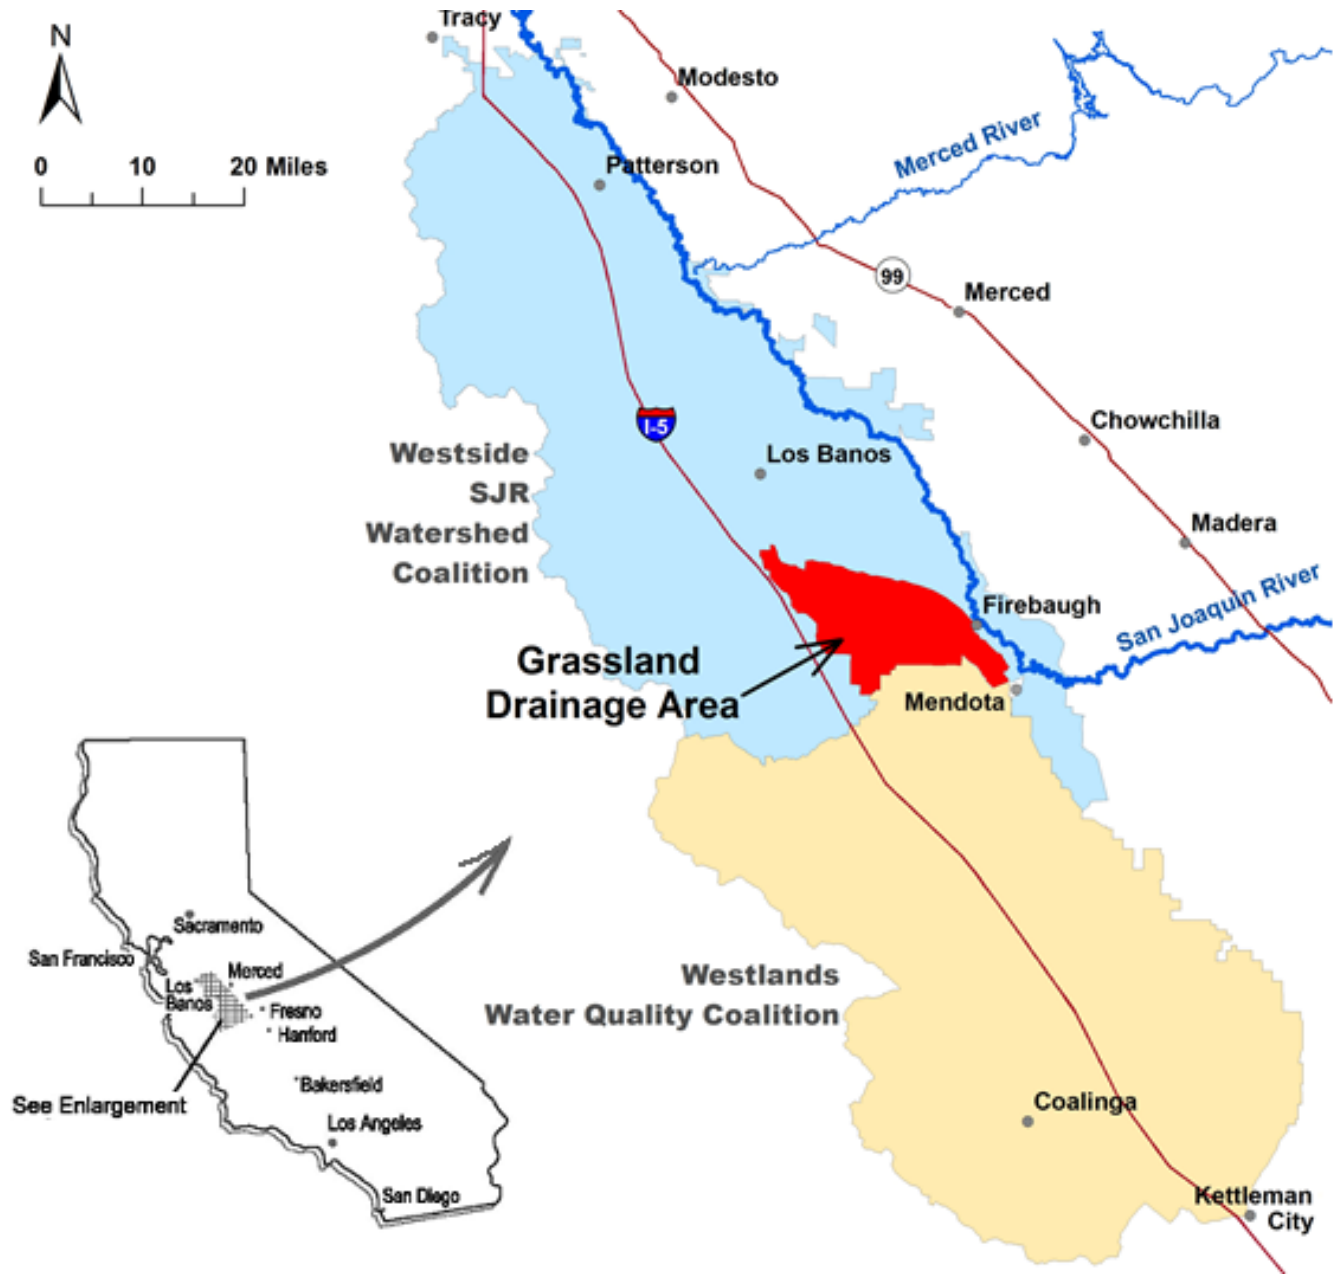 Tracy
N
Modesto
0 10 20 Miles
Patterson
Merced River
99
Merced
I-5
Chowchilla
Westside
SJR
Watershed
Coalition
Los Banos
Madera
Firebaugh
San Joaquin River
Grassland
Drainage Area
Mendota
Westlands
Water Quality Coalition
Coalinga
Kettleman
City
Sacramento
San Francisco
Merced
Los
Banos
Fresno
Hanford
Bakersfield
See Enlargement
Los Angeles
San Diego